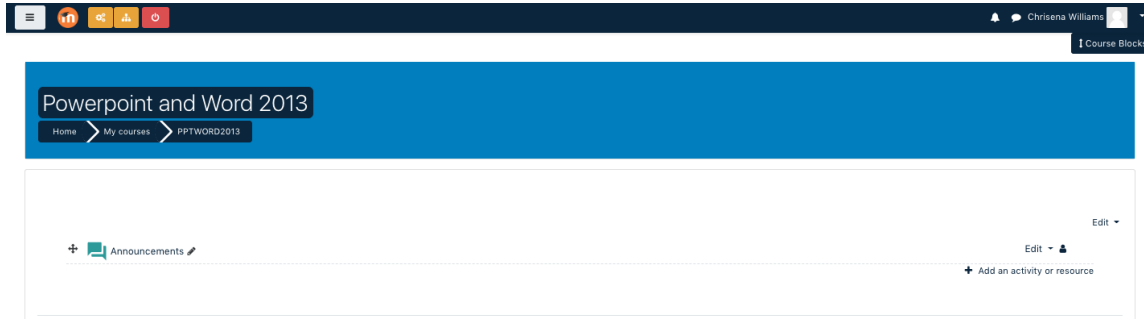 Chrisena Williams
Course Blocks
Powerpoint and Word 2013
Home My courses PPTWORD2013
Edit
Announcements Edit
Add an activity or resource